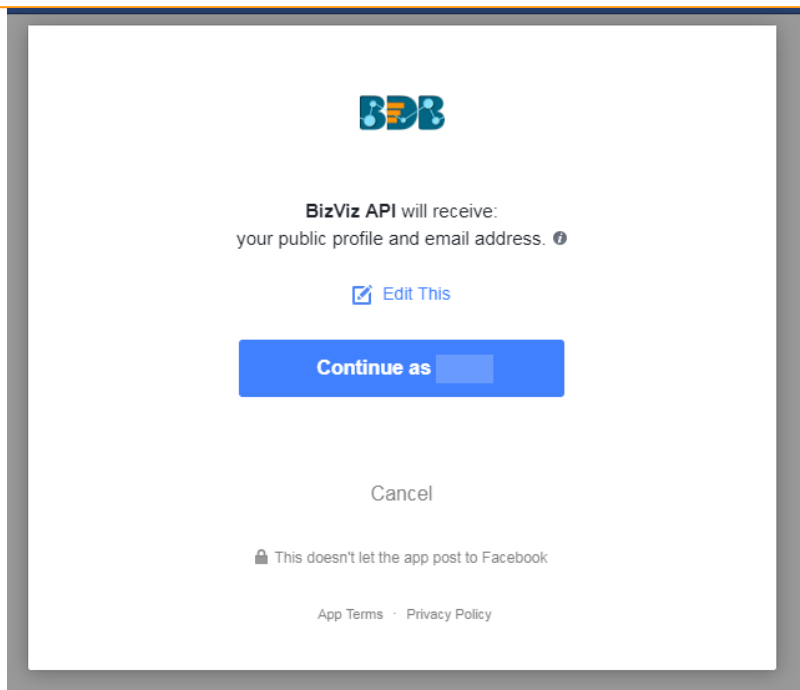 BDB
BizViz API will receive:
your public profile and email address.
Edit This
Continue as
Cancel
This doesn't let the app post to Facebook
App Terms · Privacy Policy